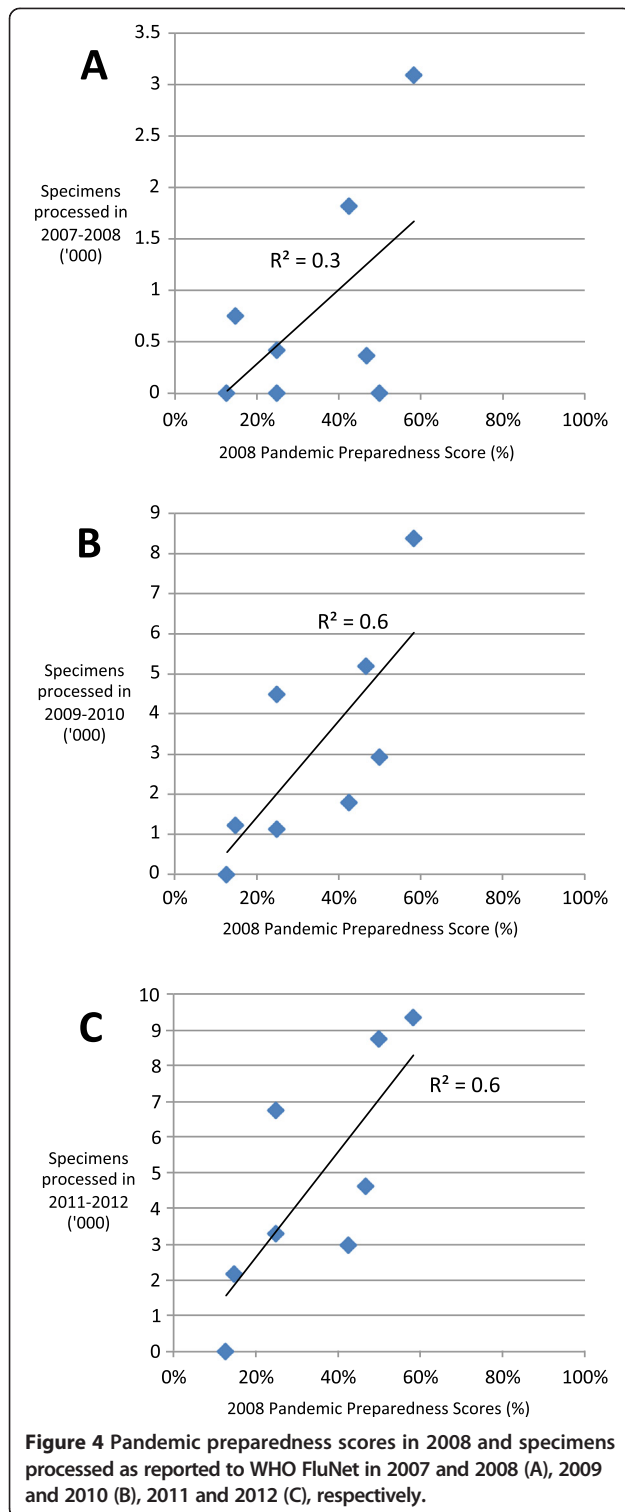 A
3.5
3
2.5
2
1.5
1
0.5
0
Specimens
processed in
2007-2008
('000)
R² = 0.3
0% 20% 40% 60% 80% 100%
2008 Pandemic Preparedness Score (%)
B
9
8
7
6
5
4
3
2
1
0
Specimens
processed in
2009-2010
('000)
R² = 0.6
0% 20% 40% 60% 80% 100%
2008 Pandemic Preparedness Score (%)
C
10
9
8
7
6
5
4
3
2
1
0
Specimens
processed in
2011-2012
('000)
R² = 0.6
0% 20% 40% 60% 80% 100%
2008 Pandemic Preparedness Scores (%)
Figure 4 Pandemic preparedness scores in 2008 and specimens
processed as reported to WHO FluNet in 2007 and 2008 (A), 2009
and 2010 (B), 2011 and 2012 (C), respectively.